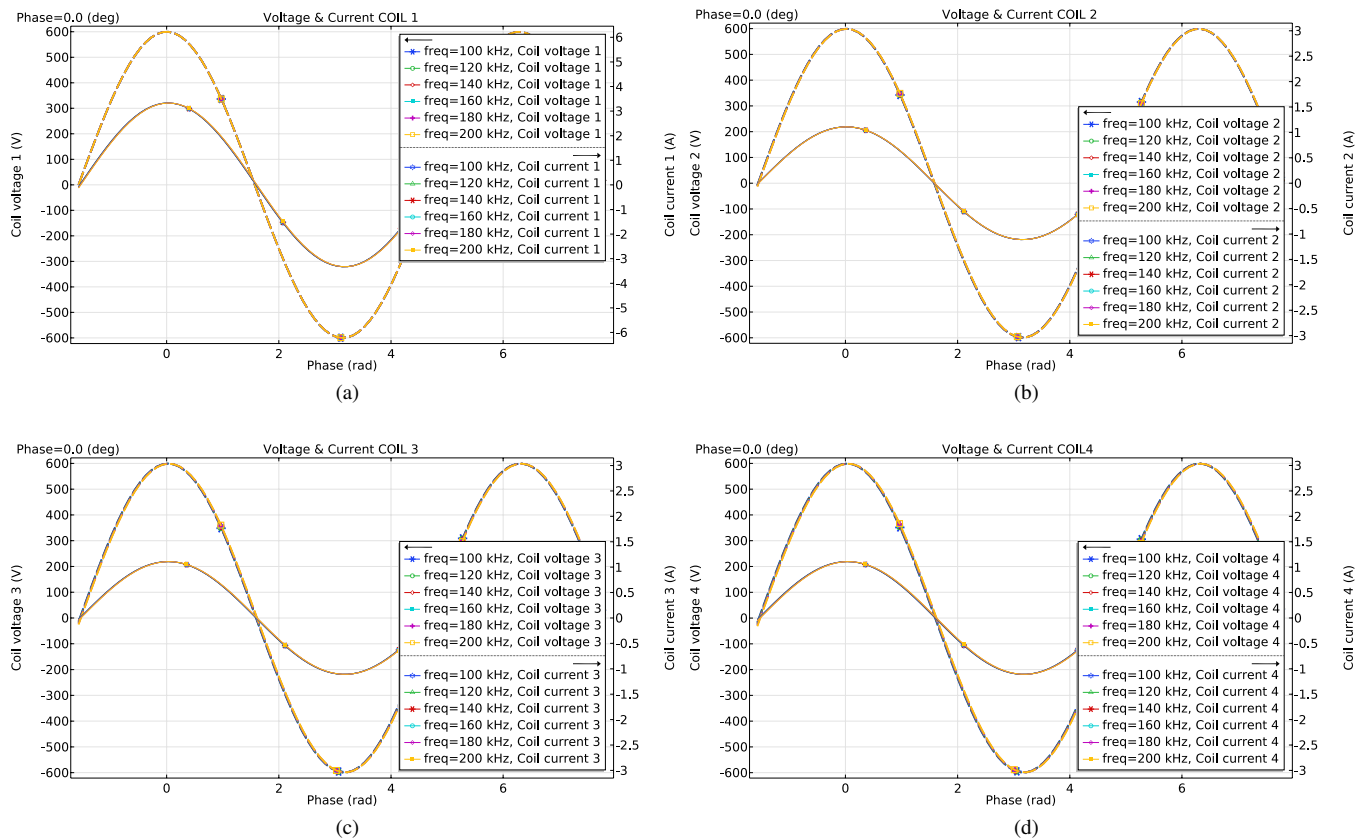 Phase=0.0 (deg) Voltage & Current COIL 1
600
500
400
300
200
100
0
-100
-200
-300
-400
-500
-600
Coil voltage 1 (V)
0 2 4 6
Phase (rad)
6
5
4
3
2
1
0
-1
-2
-3
-4
-5
-6
Coil current 1 (A)
freq=100 kHz, Coil voltage 1
freq=120 kHz, Coil voltage 1
freq=140 kHz, Coil voltage 1
freq=160 kHz, Coil voltage 1
freq=180 kHz, Coil voltage 1
freq=200 kHz, Coil voltage 1
freq=100 kHz, Coil current 1
freq=120 kHz, Coil current 1
freq=140 kHz, Coil current 1
freq=160 kHz, Coil current 1
freq=180 kHz, Coil current 1
freq=200 kHz, Coil current 1
(a)
Phase=0.0 (deg) Voltage & Current COIL 2
600
500
400
300
200
100
0
-100
-200
-300
-400
-500
-600
Coil voltage 2 (V)
0 2 4 6
Phase (rad)
3
2.5
2
1.5
1
0.5
0
-0.5
-1
-1.5
-2
-2.5
-3
Coil current 2 (A)
freq=100 kHz, Coil voltage 2
freq=120 kHz, Coil voltage 2
freq=140 kHz, Coil voltage 2
freq=160 kHz, Coil voltage 2
freq=180 kHz, Coil voltage 2
freq=200 kHz, Coil voltage 2
freq=100 kHz, Coil current 2
freq=120 kHz, Coil current 2
freq=140 kHz, Coil current 2
freq=160 kHz, Coil current 2
freq=180 kHz, Coil current 2
freq=200 kHz, Coil current 2
(b)
Phase=0.0 (deg) Voltage & Current COIL 3
600
500
400
300
200
100
0
-100
-200
-300
-400
-500
-600
Coil voltage 3 (V)
0 2 4 6
Phase (rad)
3
2.5
2
1.5
1
0.5
0
-0.5
-1
-1.5
-2
-2.5
-3
Coil current 3 (A)
freq=100 kHz, Coil voltage 3
freq=120 kHz, Coil voltage 3
freq=140 kHz, Coil voltage 3
freq=160 kHz, Coil voltage 3
freq=180 kHz, Coil voltage 3
freq=200 kHz, Coil voltage 3
freq=100 kHz, Coil current 3
freq=120 kHz, Coil current 3
freq=140 kHz, Coil current 3
freq=160 kHz, Coil current 3
freq=180 kHz, Coil current 3
freq=200 kHz, Coil current 3
(c)
Phase=0.0 (deg) Voltage & Current COIL4
600
500
400
300
200
100
0
-100
-200
-300
-400
-500
-600
Coil voltage 4 (V)
0 2 4 6
Phase (rad)
3
2.5
2
1.5
1
0.5
0
-0.5
-1
-1.5
-2
-2.5
-3
Coil current 4 (A)
freq=100 kHz, Coil voltage 4
freq=120 kHz, Coil voltage 4
freq=140 kHz, Coil voltage 4
freq=160 kHz, Coil voltage 4
freq=180 kHz, Coil voltage 4
freq=200 kHz, Coil voltage 4
freq=100 kHz, Coil current 4
freq=120 kHz, Coil current 4
freq=140 kHz, Coil current 4
freq=160 kHz, Coil current 4
freq=180 kHz, Coil current 4
freq=200 kHz, Coil current 4
(d)